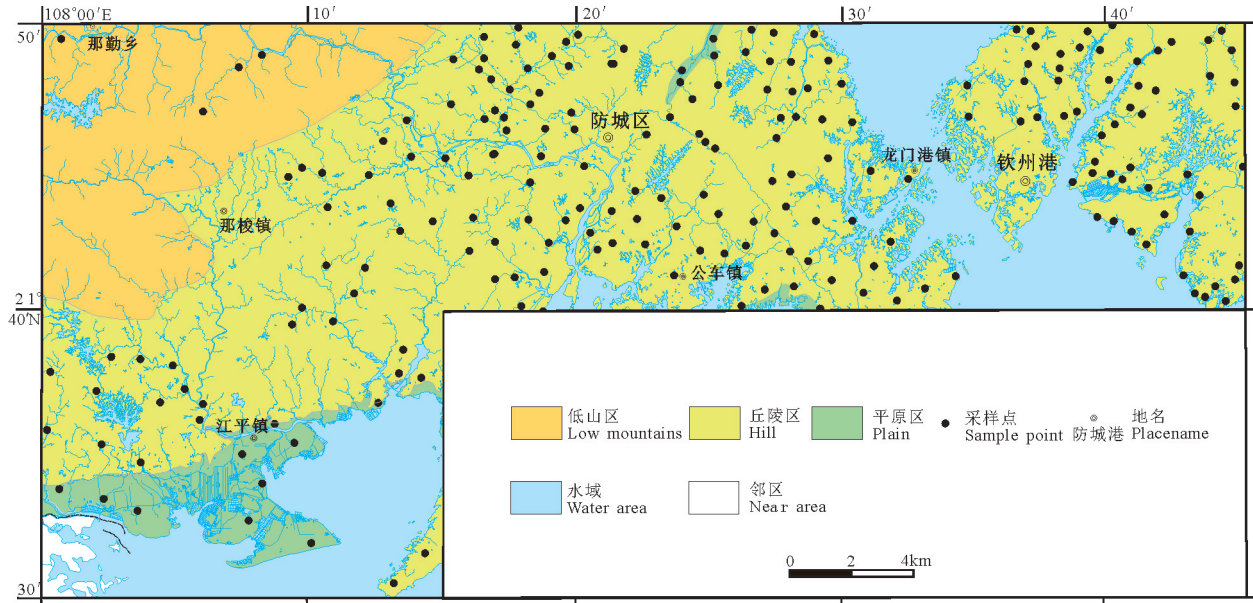 108°00′E
10′
20′
30′
40′
50′
那勤乡
防城区
龙门港镇
钦州港
那梭镇
公车镇
21°
40′N
江平镇
低山区
Low mountains
丘陵区
Hill
平原区
Plain
采样点
Sample point
防城港
地名
Placename
水域
Water area
邻区
Near area
0 2 4km
30′